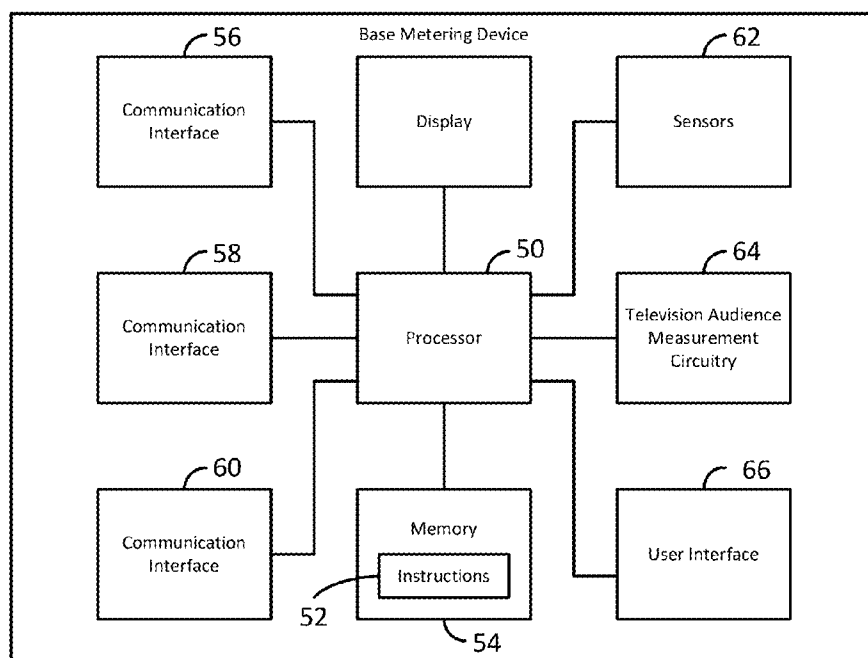 Base Metering Device
56
62
Communication
Interface
Display
Sensors
58
50
64
Communication
Interface
Processor
Television Audience
Measurement
Circuitry
60
66
Communication
Interface
Memory
Instructions
User Interface
52
54